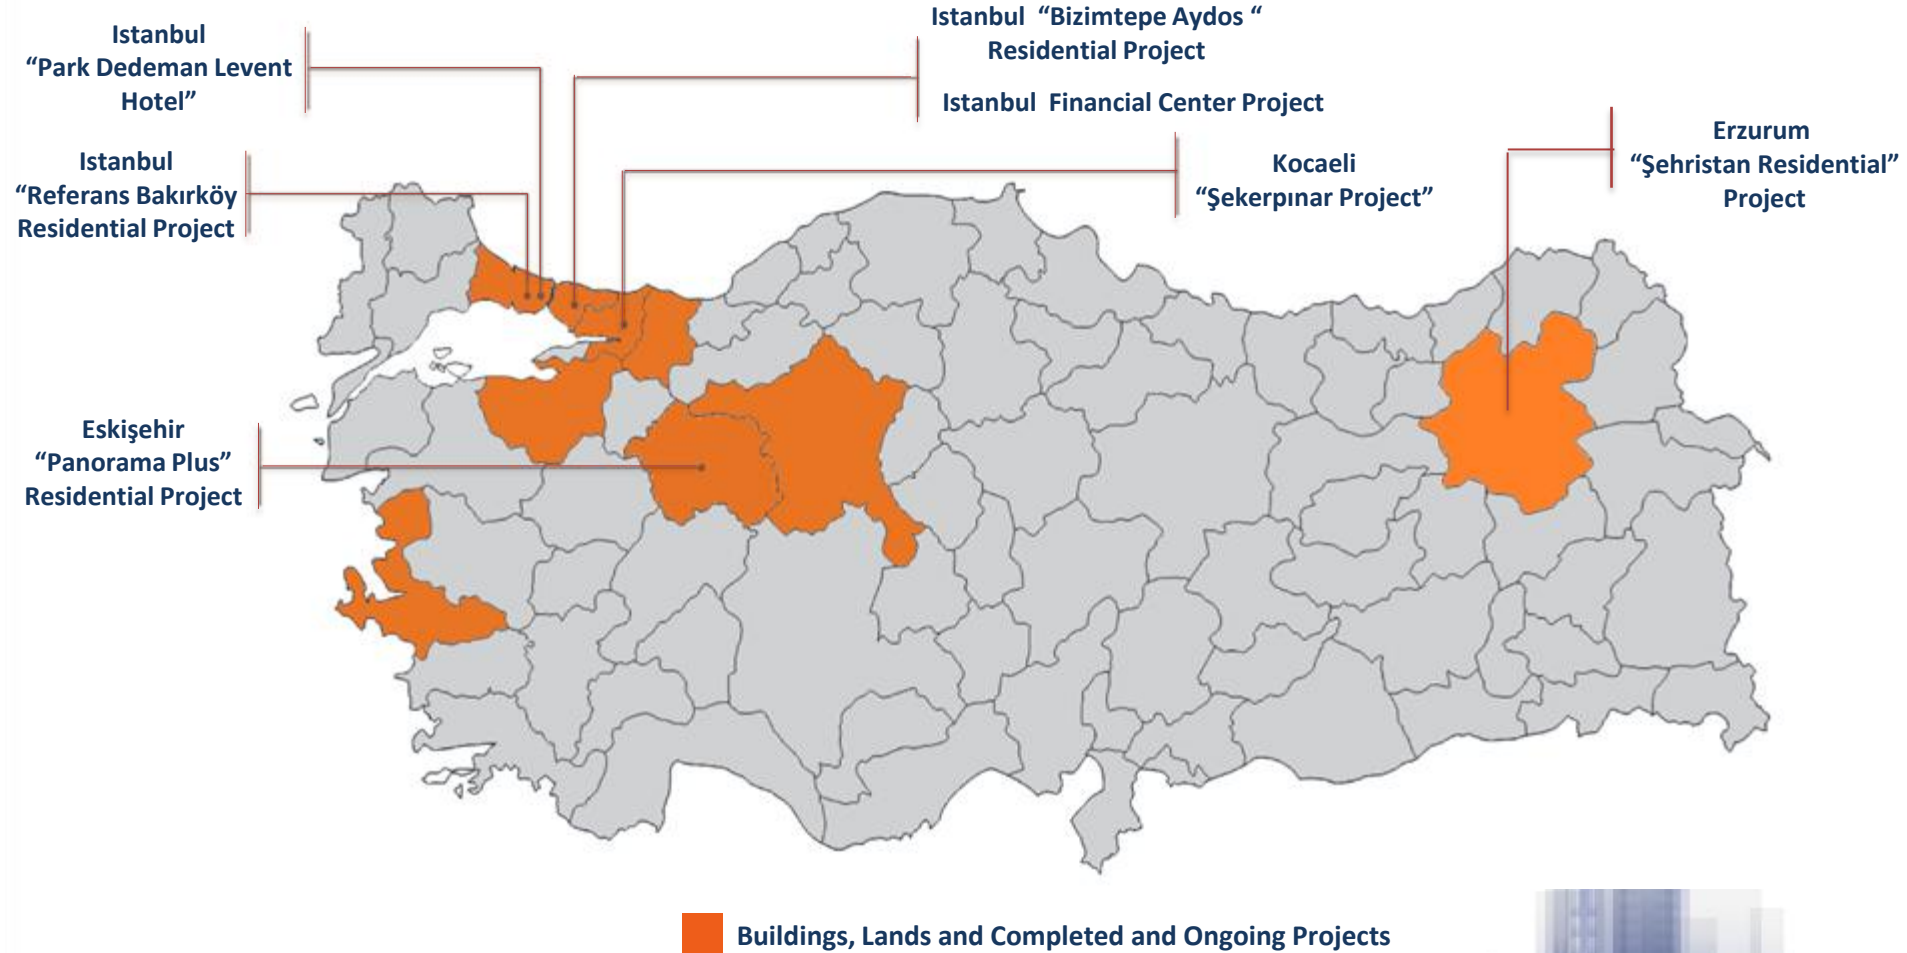 Istanbul
“Park Dedeman Levent
Hotel”
Istanbul “Bizimtepe Aydos “
Residential Project
Istanbul Financial Center Project
Istanbul
“Referans Bakırköy
Residential Project
Kocaeli
“Şekerpınar Project”
Erzurum
“Şehristan Residential”
Project
Eskişehir
“Panorama Plus”
Residential Project
Buildings, Lands and Completed and Ongoing Projects